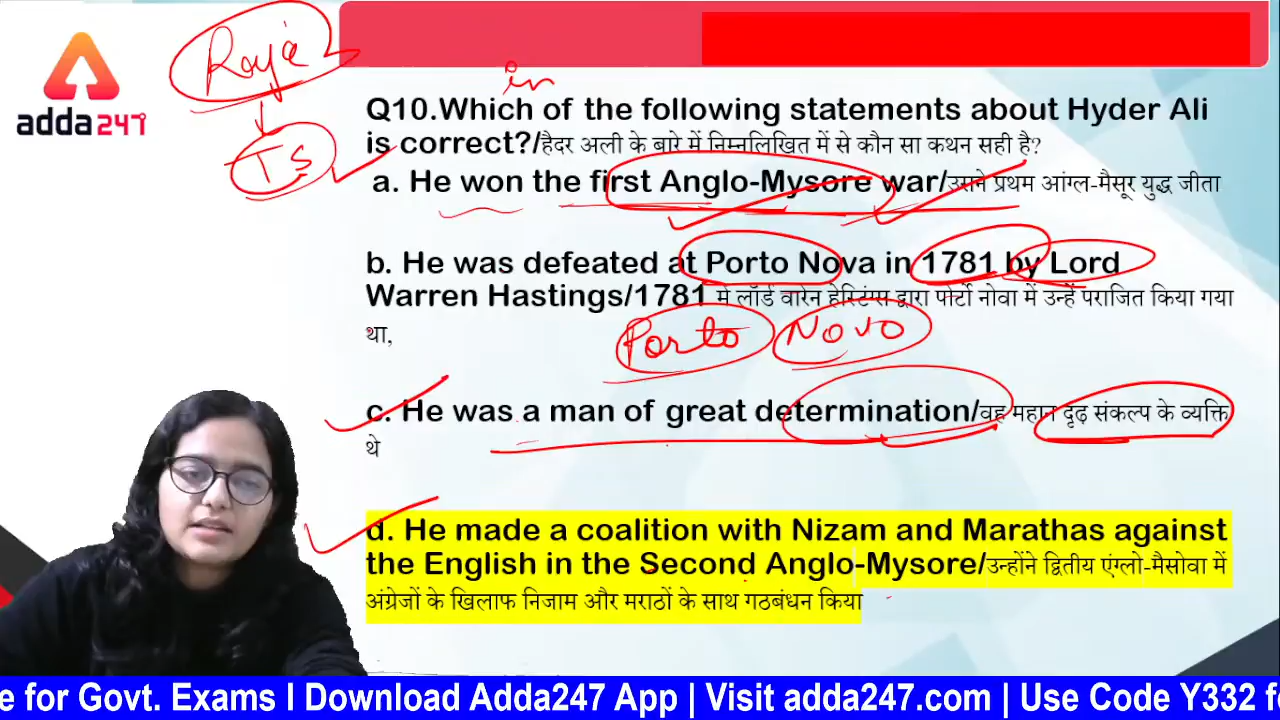 Raja
TS
adda247
in
Q10.Which of the following statements about Hyder Ali
is correct?/हैदर अली के बारे में निम्नलिखित में से कौन सा कथन सही है?
a. He won the first Anglo-Mysore war/उसने प्रथम आंग्ल-मैसूर युद्ध जीता
b. He was defeated at Porto Nova in 1781 by Lord
Warren Hastings/1781 में लॉर्ड वारेन हेस्टिंग्स द्वारा पोर्टो नोवा में उन्हें पराजित किया गया
था,
Porto Novo
c. He was a man of great determination/वह महान दृढ़ संकल्प के व्यक्ति
थे
d. He made a coalition with Nizam and Marathas against
the English in the Second Anglo-Mysore/उन्होंने द्वितीय एंग्लो-मैसोवा में
अंग्रेजों के खिलाफ निजाम और मराठों के साथ गठबंधन किया
e for Govt. Exams I Download Adda247 App | Visit adda247.com | Use Code Y332 f